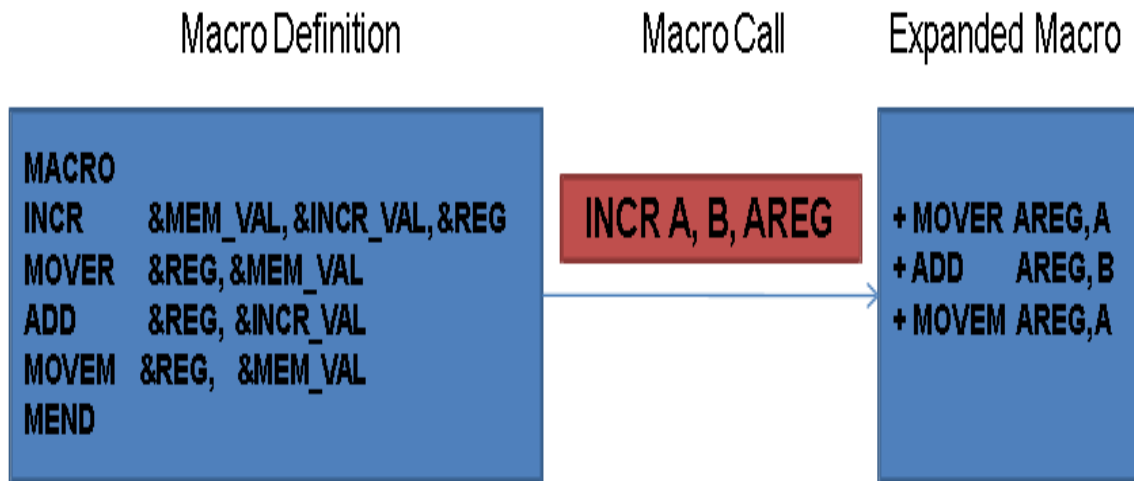 Macro Definition
Macro Call
Expanded Macro
MACRO
INCR &MEM_VAL, &INCR_VAL, &REG
MOVER &REG, &MEM_VAL
ADD &REG, &INCR_VAL
MOVEM &REG, &MEM_VAL
MEND
INCR A, B, AREG
+ MOVER AREG, A
+ ADD AREG, B
+ MOVEM AREG, A